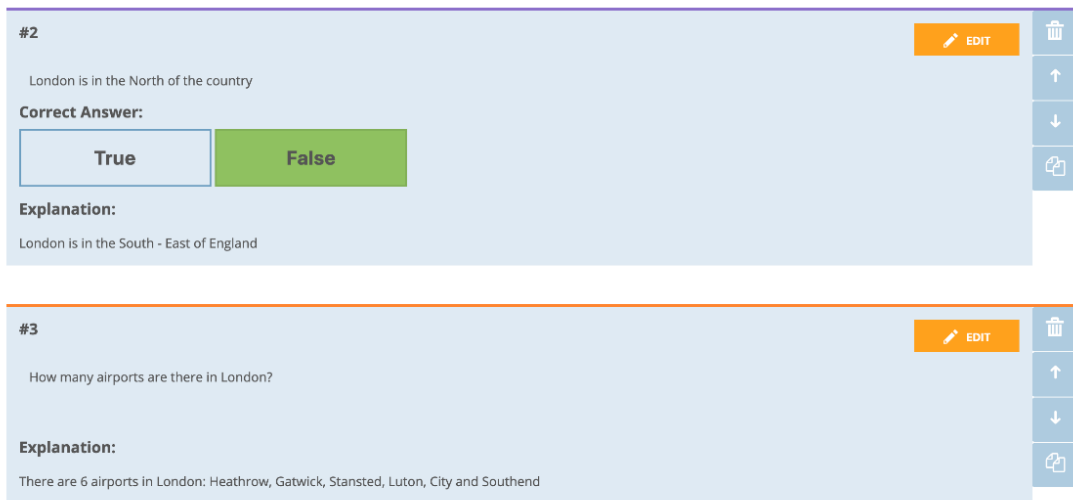 #2
EDIT
London is in the North of the country
Correct Answer:
True False
Explanation:
London is in the South - East of England
#3
EDIT
How many airports are there in London?
Explanation:
There are 6 airports in London: Heathrow, Gatwick, Stansted, Luton, City and Southend